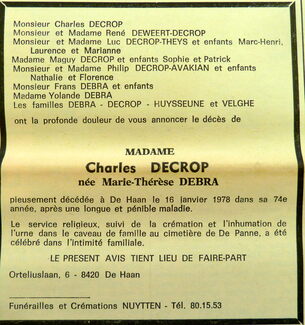 Monsieur Charles DECROP
Monsieur et Madame René DEWEERT-DECROP
Monsieur et Madame Luc DECROP-THEYS et enfants Marc-Henri,
Laurence et Marianne
Madame Maguy DECROP et enfants Sophie et Patrick
Monsieur et Madame Philip DECROP-AVAKIAN et enfants
Nathalie et Florence
Monsieur Frans DEBRA et enfants
Madame Yolande DEBRA
Les familles DEBRA - DECROP - HUYSSEUNE et VELGHE
ont la profonde douleur de vous annoncer le décès de
MADAME
Charles DECROP
née Marie-Thérèse DEBRA
pieusement décédée à De Haan le 16 janvier 1978 dans sa 74e
année, après une longue et pénible maladie.
Le service religieux, suivi de la crémation et l'inhumation de
l'urne dans le caveau de famille au cimetière de De Panne, a été
célébré dans l'intimité familiale.
LE PRESENT AVIS TIENT LIEU DE FAIRE-PART
Orteliuslaan, 6 - 8420 De Haan
Funérailles et Crémations NUYTTEN - Tél. 80.15.53